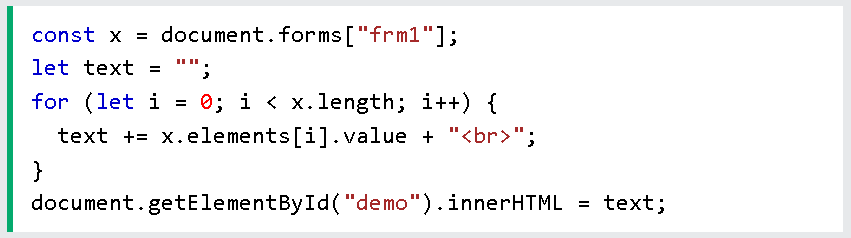 const x = document.forms["frm1"];
let text = "";
for (let i = 0; i < x.length; i++) {
  text += x.elements[i].value + "<br>";
}
document.getElementById("demo").innerHTML = text;